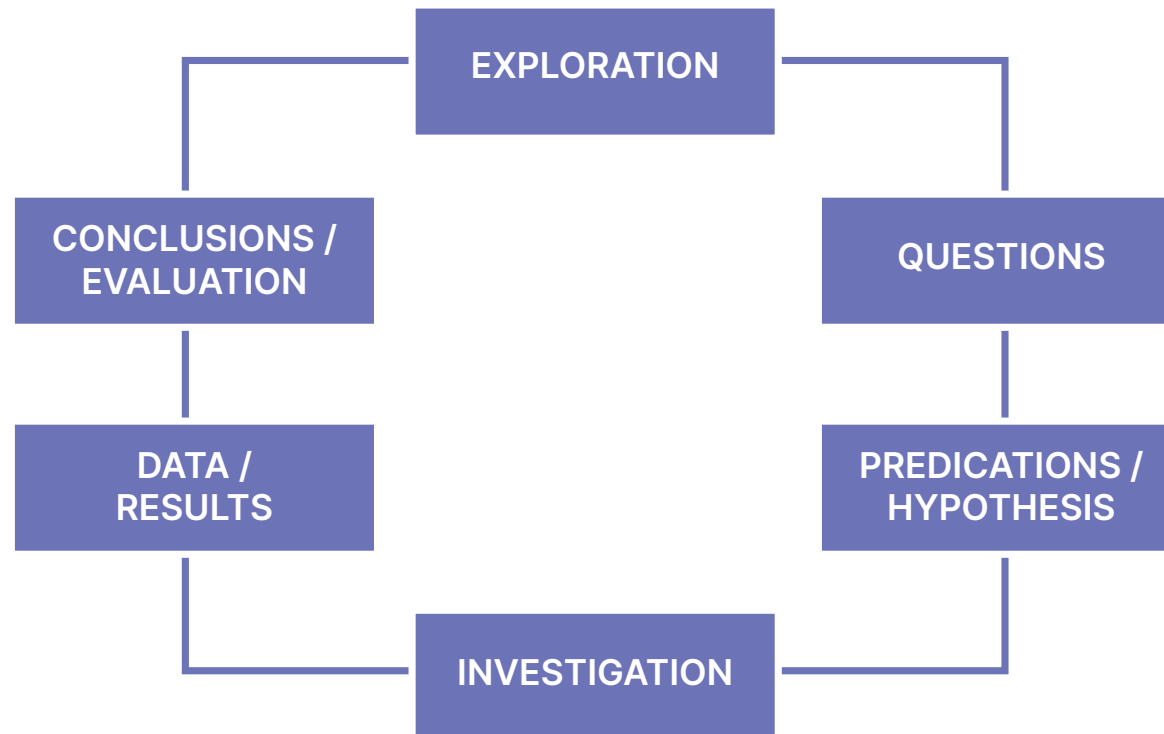 EXPLORATION
QUESTIONS
PREDICATIONS /
HYPOTHESIS
INVESTIGATION
DATA /
RESULTS
CONCLUSIONS /
EVALUATION